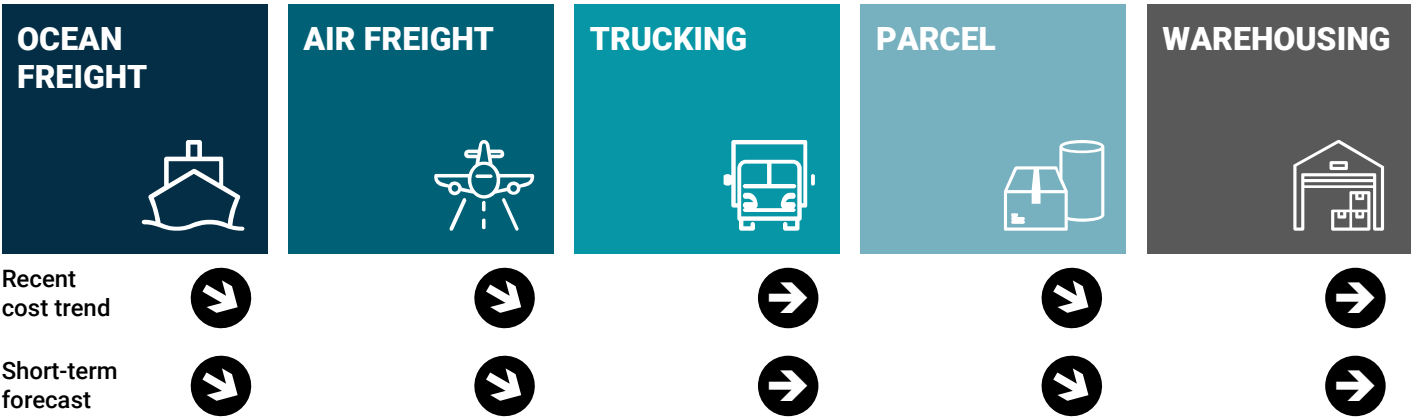 OCEAN
FREIGHT
AIR FREIGHT
TRUCKING
PARCEL
WAREHOUSING
Recent
cost trend
Short-term
forecast